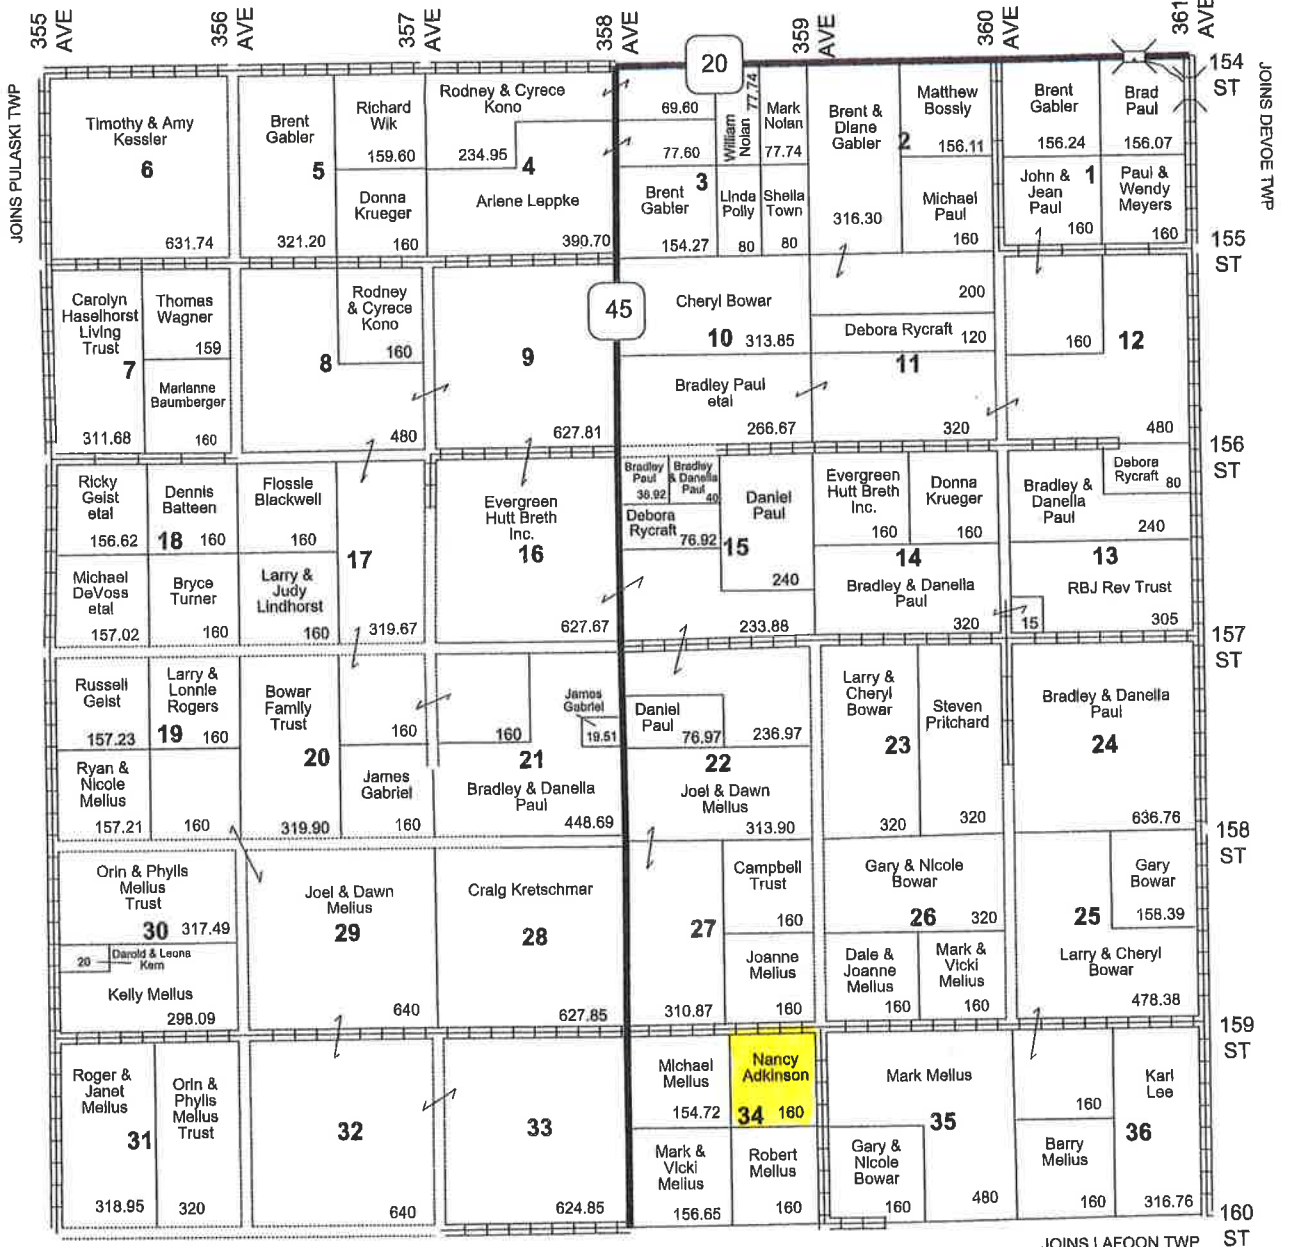 355 AVE
356 AVE
357 AVE
358 AVE
359 AVE
360 AVE
361 AVE
20
154 ST
JOINS PULASKI TWP
JOINS DEVOE TWP
Timothy & Amy
Kessler
6
631.74
Brent
Gabler
5
321.20
Richard
Wik
159.60
Donna
Krueger
160
Rodney & Cyrece
Kono
234.95
4
Arlene Leppke
390.70
69.60
77.60
3
Brent
Gabler
154.27
William
Nolan
77.74
Mark
Nolan
77.74
Linda
Polly
80
Sheila
Town
80
Brent &
Diane
Gabler
316.30
2
Matthew
Bossly
156.11
Michael
Paul
160
Brent
Gabler
156.24
Brad
Paul
156.07
John &
Jean
Paul
160
1
Paul &
Wendy
Meyers
160
155
ST
Carolyn
Haselhorst
Living
Trust
7
311.68
Thomas
Wagner
159
Marianne
Baumberger
160
8
Rodney
& Cyrece
Kono
160
480
9
627.81
45
Cheryl Bowar
10 313.85
Bradley Paul
etal
266.67
200
Debora Rycraft 120
11
320
160
12
480
156
ST
Ricky
Geist
etal
156.62
Dennis
Batteen
18 160
Michael
DeVoss
etal
157.02
Bryce
Turner
160
Flossie
Blackwell
160
Larry &
Judy
Lindhorst
160
17
319.67
Evergreen
Hutt Breth
Inc.
16
627.67
Bradley
Paul
36.92
Bradley
& Danella
Paul 40
Debora
Rycraft 76.92
Daniel
Paul
15
240
233.88
Evergreen
Hutt Breth
Inc.
160
Donna
Krueger
160
14
Bradley & Danella
Paul
320
Bradley &
Danella
Paul
240
Debora
Rycraft 80
13
RBJ Rev Trust
15
305
157
ST
Russell
Geist
157.23
Larry &
Lonnie
Rogers
19 160
Ryan &
Nicole
Melius
157.21
160
Bowar
Family
Trust
20
319.90
160
James
Gabriel
160
160
James
Gabriel
19.51
21
Bradley & Danella
Paul
448.69
Daniel
Paul
76.97
236.97
22
Joel & Dawn
Melius
313.90
Larry &
Cheryl
Bowar
23
320
Steven
Pritchard
320
Bradley & Danella
Paul
24
636.76
158
ST
Orin & Phylls
Melius
Trust
30 317.49
20
Darold & Leona
Kern
Kelly Melius
298.09
Joel & Dawn
Melius
29
640
Craig Kretschmar
28
627.85
27
310.87
Campbell
Trust
160
Joanne
Melius
160
Gary & Nicole
Bowar
26 320
Dale &
Joanne
Melius
160
Mark &
Vicki
Melius
160
Gary
Bowar
158.39
25
Larry & Cheryl
Bowar
478.38
159
ST
Roger &
Janet
Melius
31
318.95
Orin &
Phylls
Melius
Trust
320
32
640
33
624.85
Michael
Melius
154.72
Nancy
Adkinson
34 160
Mark &
Vicki
Melius
156.65
Robert
Melius
160
Mark Melius
35
Gary &
Nicole
Bowar
160
480
160
Barry
Melius
160
Karl
Lee
36
316.76
160
ST
JOINS LAFOON TWP